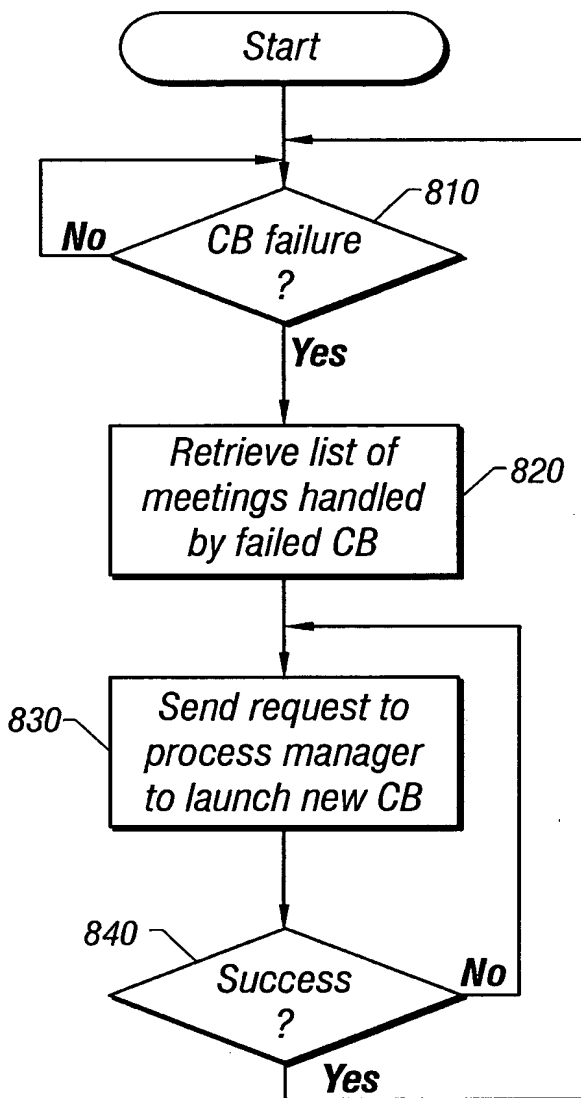 Start
810
CB failure
?
No
Yes
Retrieve list of
meetings handled
by failed CB
820
830
Send request to
process manager
to launch new CB
840
Success
?
No
Yes